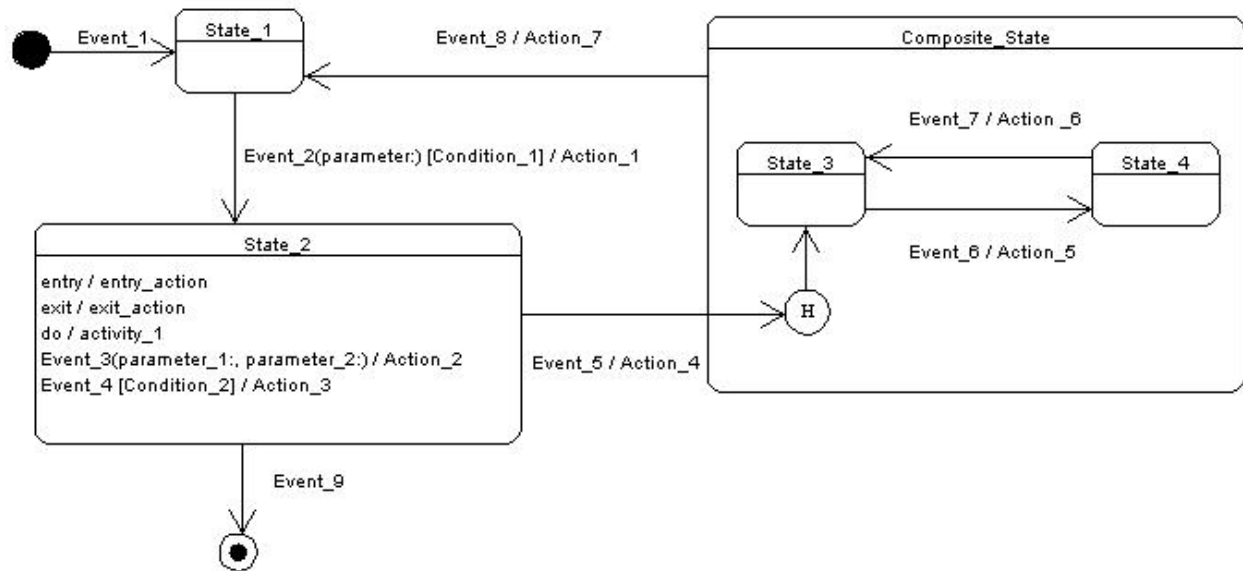 Event_1
State_1
Event_8 / Action_7
Composite_State
Event_7 / Action _6
Event_2(parameter:) [Condition_1] / Action_1
State_3
State_4
State_2
Event_6 / Action_5
entry / entry_action
exit / exit_action
do / activity_1
H
Event_3(parameter_1:, parameter_2:) / Action_2
Event_5 / Action_4
Event_4 [Condition_2] / Action_3
Event_9